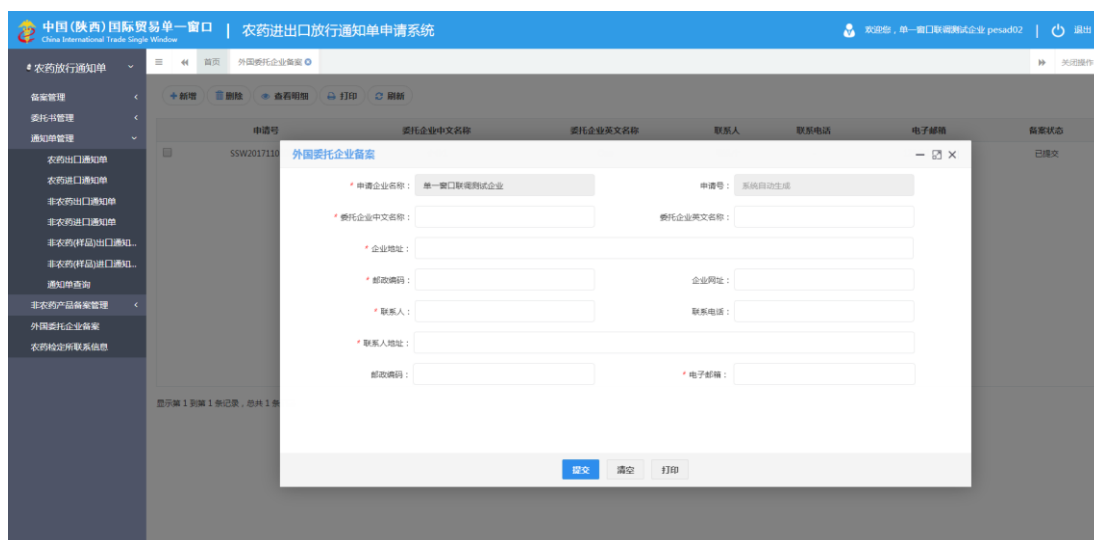 中国(陕西)国际贸易单一窗口 | 农药进出口放行通知单申请系统 欢迎您，单一窗口联调测试企业 pesad02 | 退出
China International Trade Single Window
农药放行通知单 首页 外国委托企业备案 关闭操作
备案管理 新增 删除 查看明细 打印 刷新
委托书管理
通知单管理
申请号 委托企业中文名称 委托企业英文名称 联系人 联系电话 电子邮箱 备案状态
农药出口通知单
SSW2017110 已提交
外国委托企业备案
农药进口通知单
非农药出口通知单
非农药进口通知单
非农药(样品)出口通知...
非农药(样品)进口通知...
通知单查询
非农药产品备案管理
外国委托企业备案
农药检定所联系信息
* 申请企业名称： 单一窗口联调测试企业 申请号： 系统自动生成
* 委托企业中文名称： 委托企业英文名称：
* 企业地址：
* 邮政编码： 企业网址：
* 联系人： 联系电话：
* 联系人地址：
邮政编码： * 电子邮箱：
显示第 1 到第 1 条记录，总共 1 条
提交 清空 打印